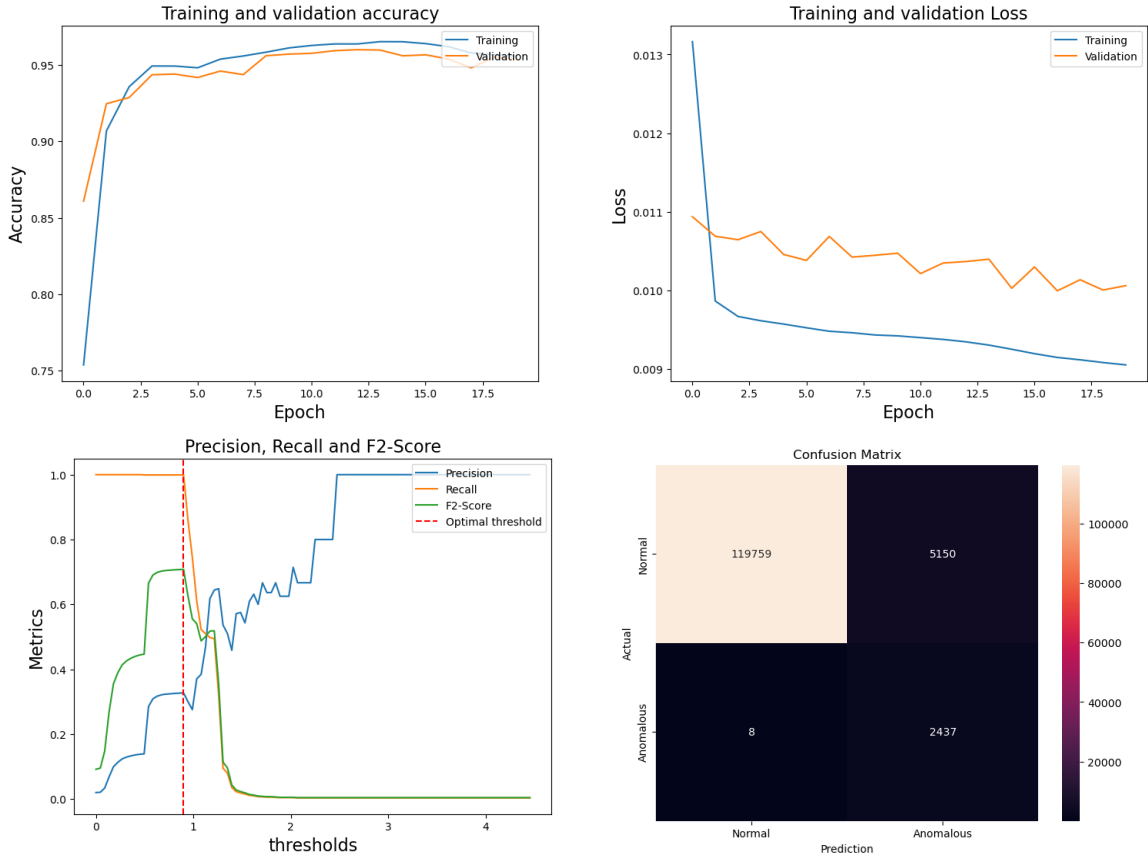 Training and validation accuracy
Training
Validation
0.95
0.90
0.85
0.80
0.75
Accuracy
0.0 2.5 5.0 7.5 10.0 12.5 15.0 17.5
Epoch
Training and validation Loss
Training
Validation
0.013
0.012
0.011
0.010
0.009
Loss
0.0 2.5 5.0 7.5 10.0 12.5 15.0 17.5
Epoch
Precision, Recall and F2-Score
Precision
Recall
F2-Score
Optimal threshold
1.0
0.8
0.6
0.4
0.2
0.0
Metrics
0 1 2 3 4
thresholds
Confusion Matrix
119759 5150
8 2437
Normal
Anomalous
Actual
Normal Anomalous
Prediction
100000
80000
60000
40000
20000